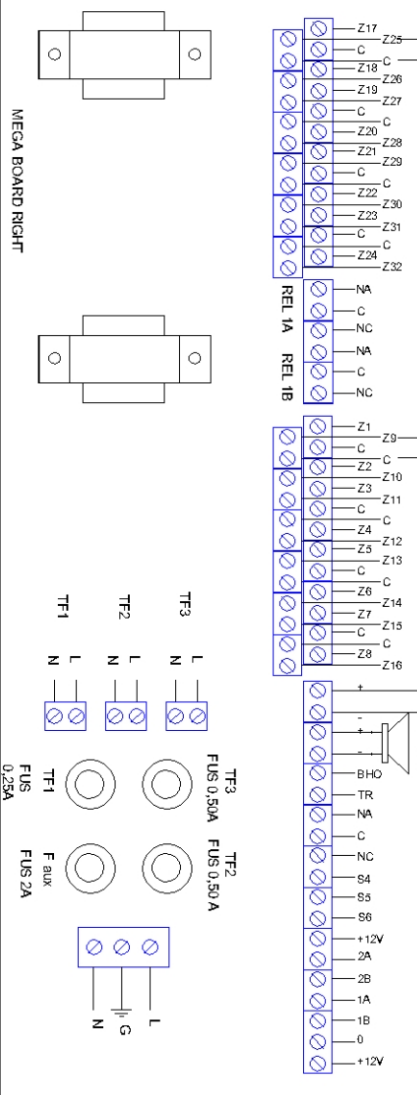 Z17
Z25
C
C
Z18
Z26
Z19
Z27
C
C
Z20
Z28
Z21
Z29
C
C
Z22
Z30
Z23
Z31
C
C
Z24
Z32
MEGA BOARD RIGHT
REL 1A
REL 1B
NA
C
NC
NA
C
NC
Z1
Z9
C
C
Z2
Z10
Z3
Z11
C
C
Z4
Z12
Z5
Z13
C
C
Z6
Z14
Z7
Z15
C
C
Z8
Z16
TF1
TF2
TF3
N L
N L
N L
+
-
+
-
BHO
TR
NA
C
NC
S4
S5
S6
+12V
2A
2B
1A
1B
0
+12V
TF3
FUS 0,50A
TF2
FUS 0,50 A
TF1
FUS
0,25A
F aux
FUS 2A
N G L